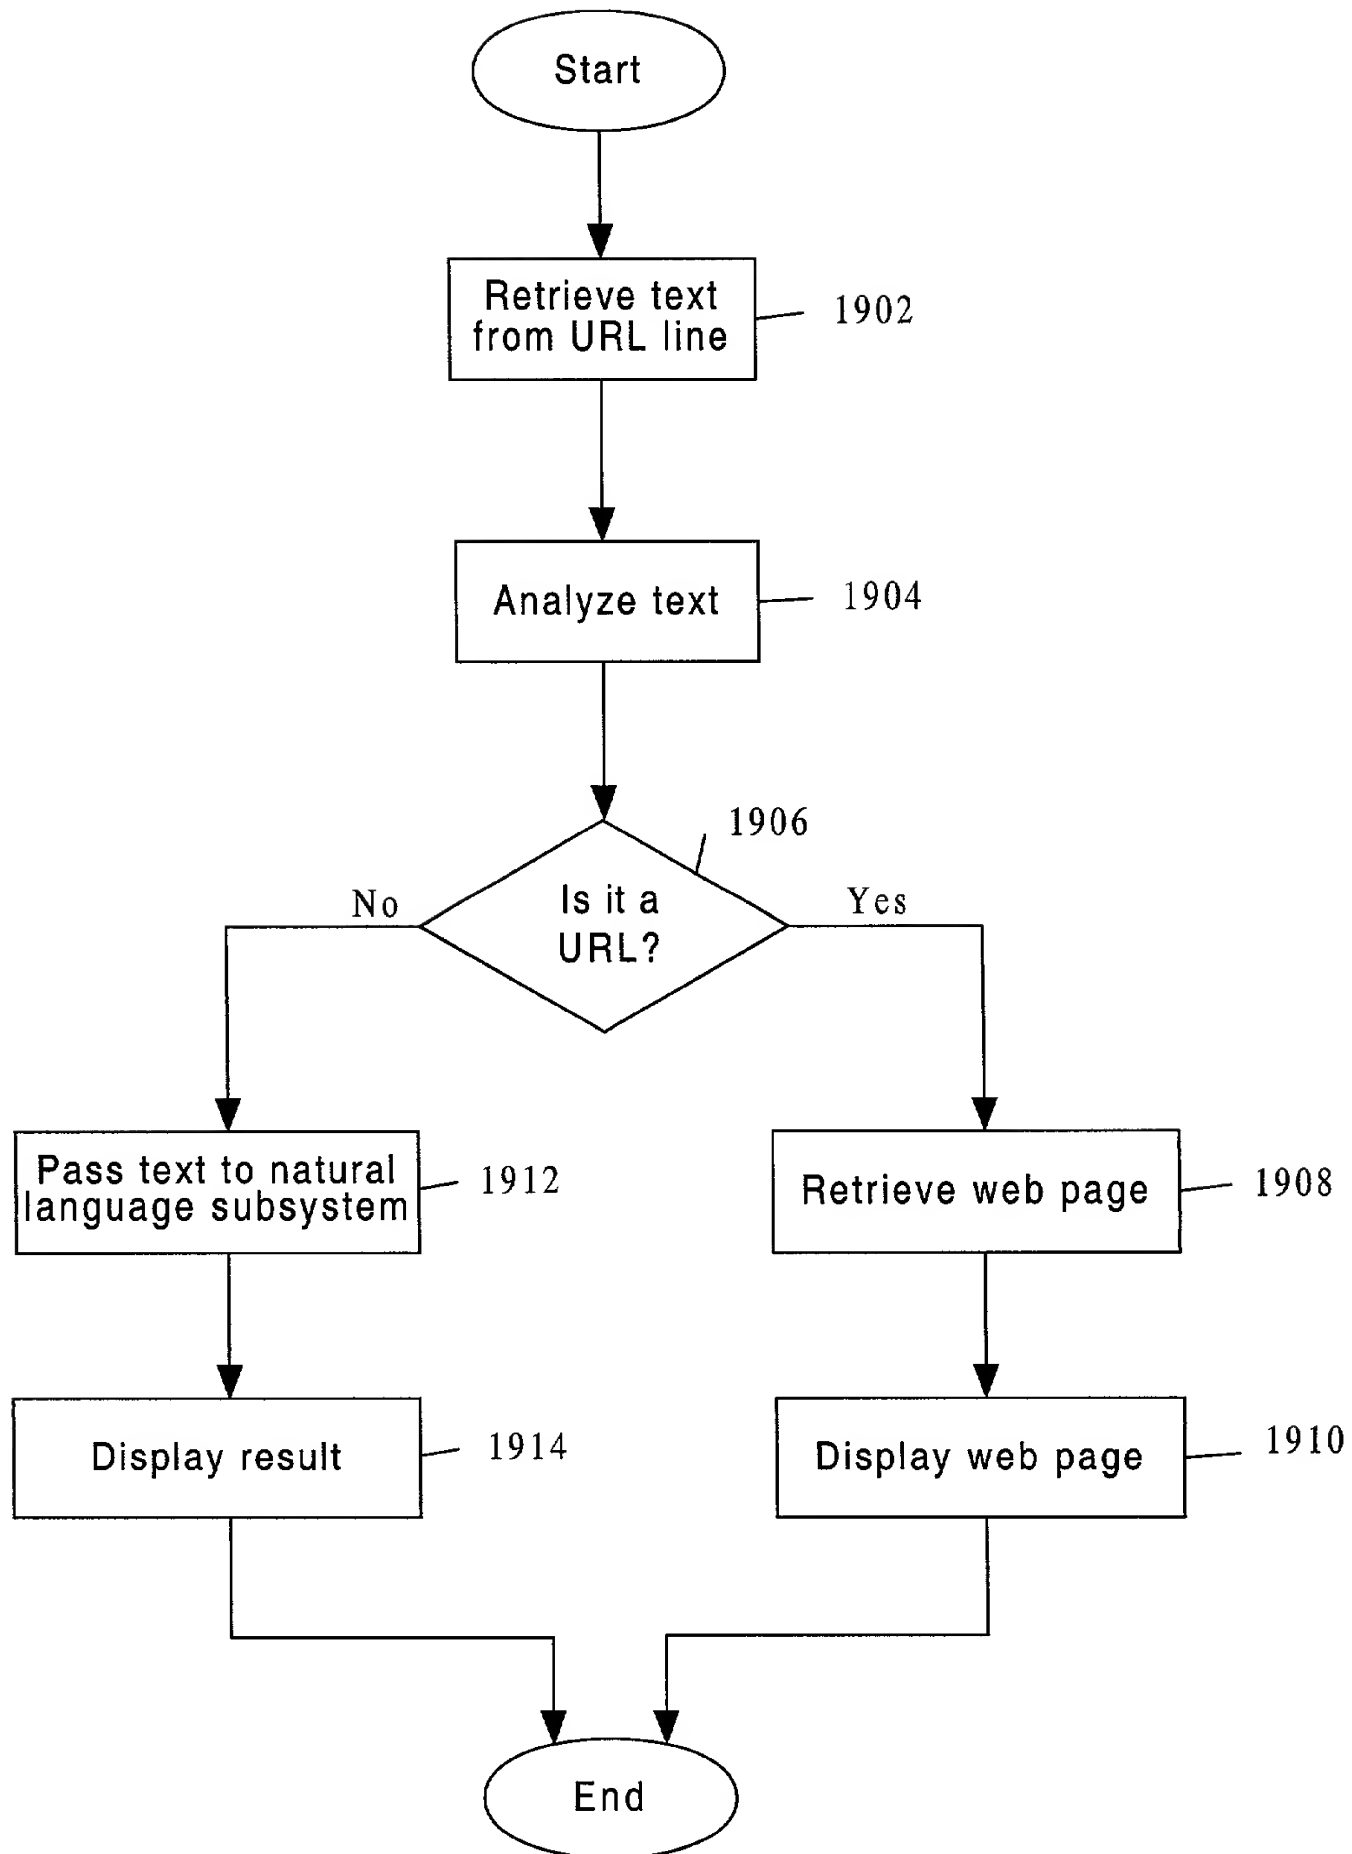 Start
Retrieve text
from URL line
1902
Analyze text
1904
1906
Is it a
URL?
No
Yes
Pass text to natural
language subsystem
1912
Retrieve web page
1908
Display result
1914
Display web page
1910
End